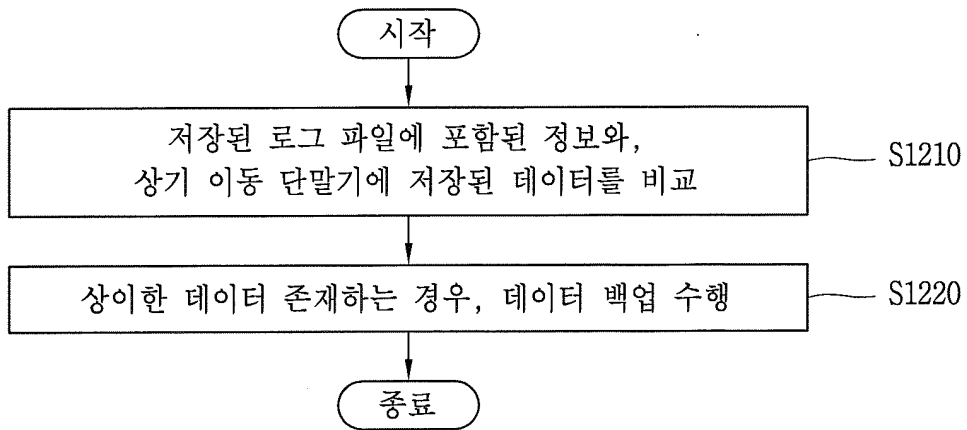 시작
저장된 로그 파일에 포함된 정보와,
상기 이동 단말기에 저장된 데이터를 비교
S1210
상이한 데이터 존재하는 경우, 데이터 백업 수행
S1220
종료